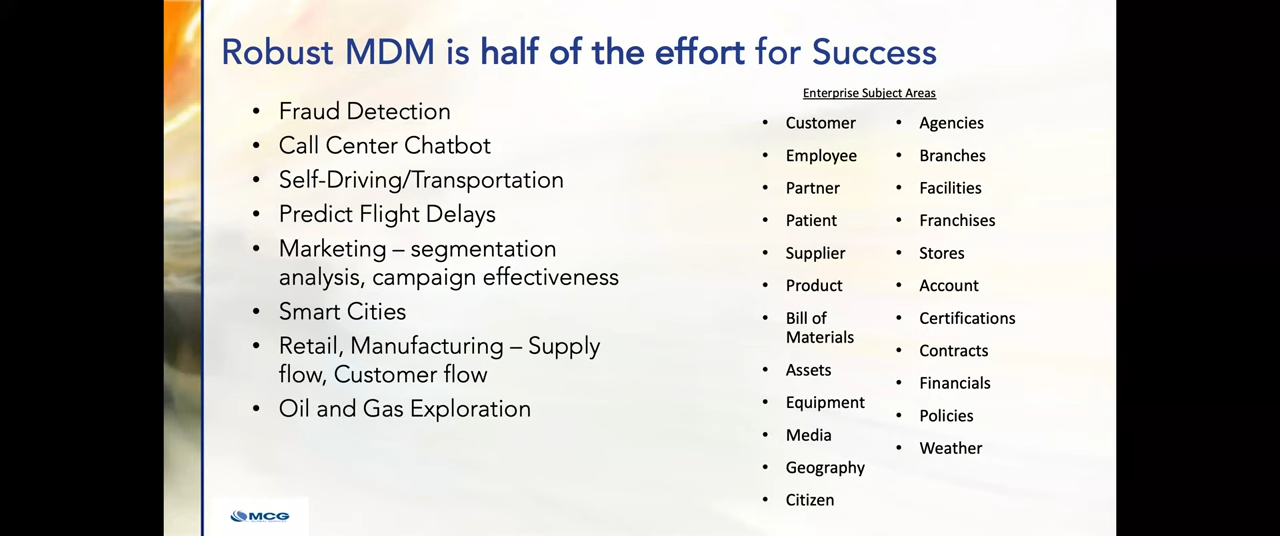 Robust MDM is half of the effort for Success
• Fraud Detection
• Call Center Chatbot
• Self-Driving/Transportation
• Predict Flight Delays
• Marketing – segmentation
analysis, campaign effectiveness
• Smart Cities
• Retail, Manufacturing – Supply
flow, Customer flow
• Oil and Gas Exploration
Enterprise Subject Areas
• Customer
• Employee
• Partner
• Patient
• Supplier
• Product
• Bill of
Materials
• Assets
• Equipment
• Media
• Geography
• Citizen
• Agencies
• Branches
• Facilities
• Franchises
• Stores
• Account
• Certifications
• Contracts
• Financials
• Policies
• Weather
MCG